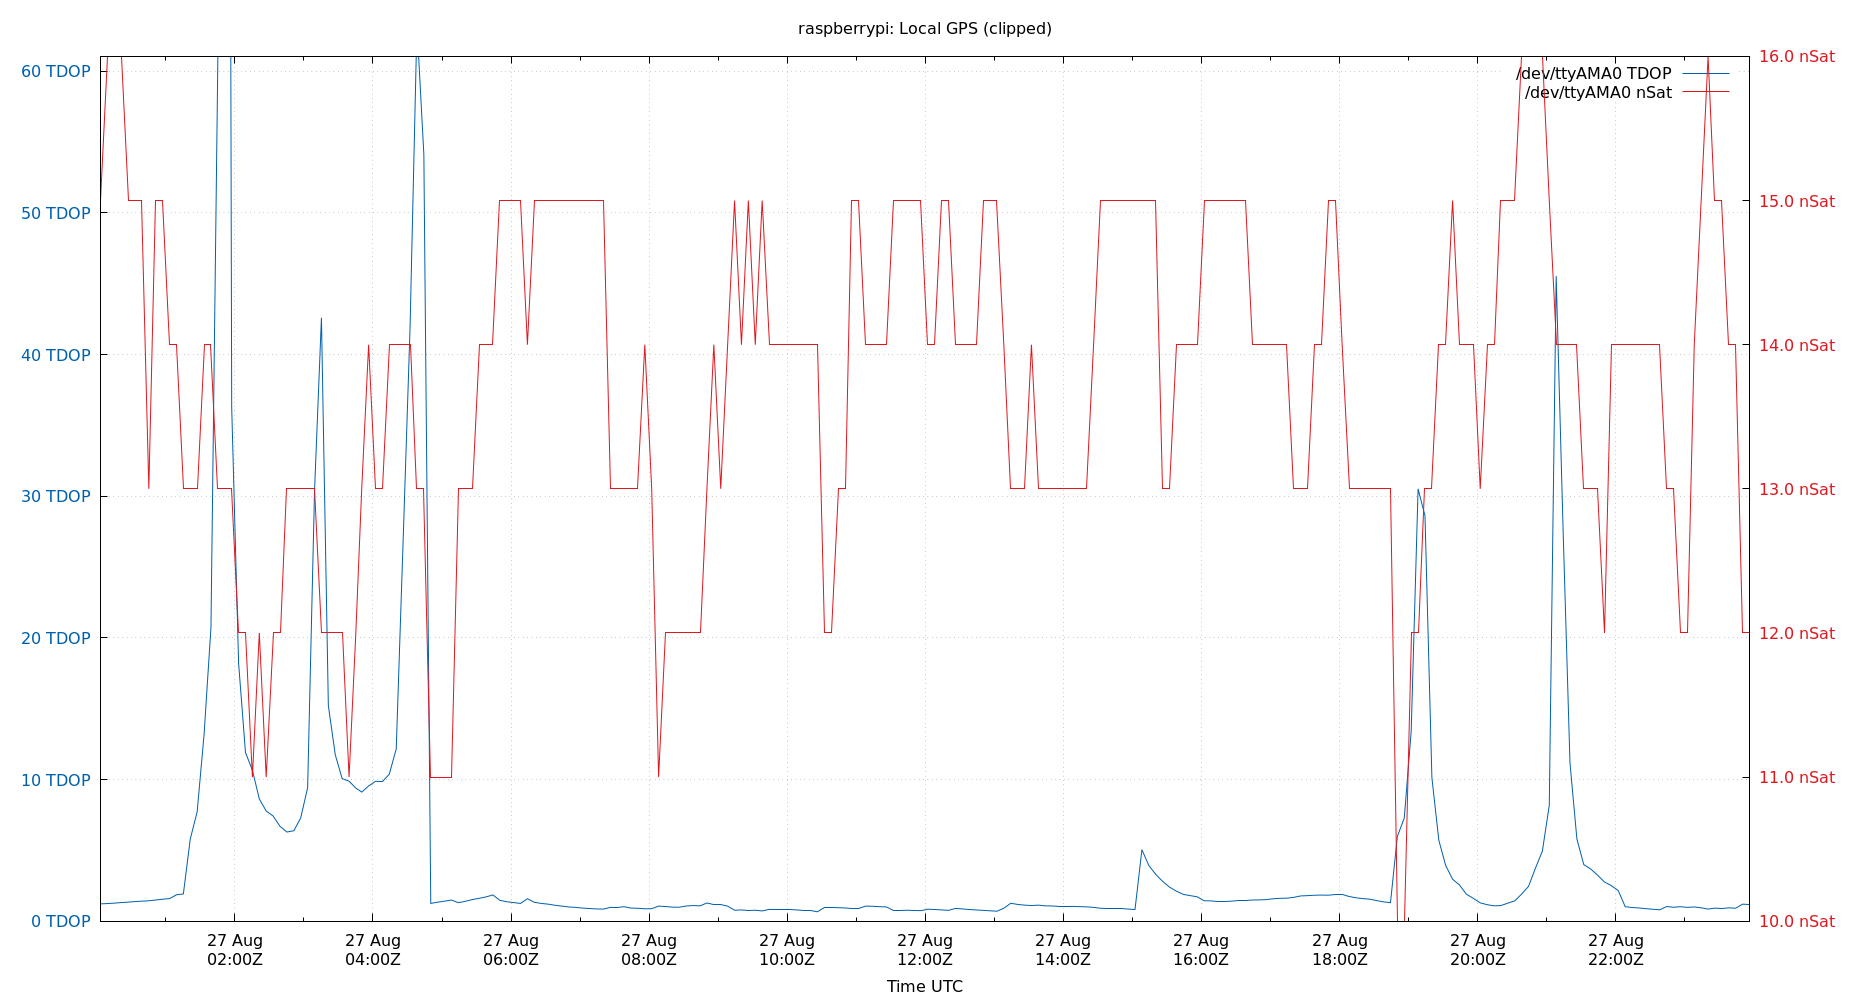 raspberrypi: Local GPS (clipped)
/dev/ttyAMA0 TDOP
/dev/ttyAMA0 nSat
60 TDOP
50 TDOP
40 TDOP
30 TDOP
20 TDOP
10 TDOP
0 TDOP
16.0 nSat
15.0 nSat
14.0 nSat
13.0 nSat
12.0 nSat
11.0 nSat
10.0 nSat
27 Aug
02:00Z
27 Aug
04:00Z
27 Aug
06:00Z
27 Aug
08:00Z
27 Aug
10:00Z
27 Aug
12:00Z
27 Aug
14:00Z
27 Aug
16:00Z
27 Aug
18:00Z
27 Aug
20:00Z
27 Aug
22:00Z
Time UTC